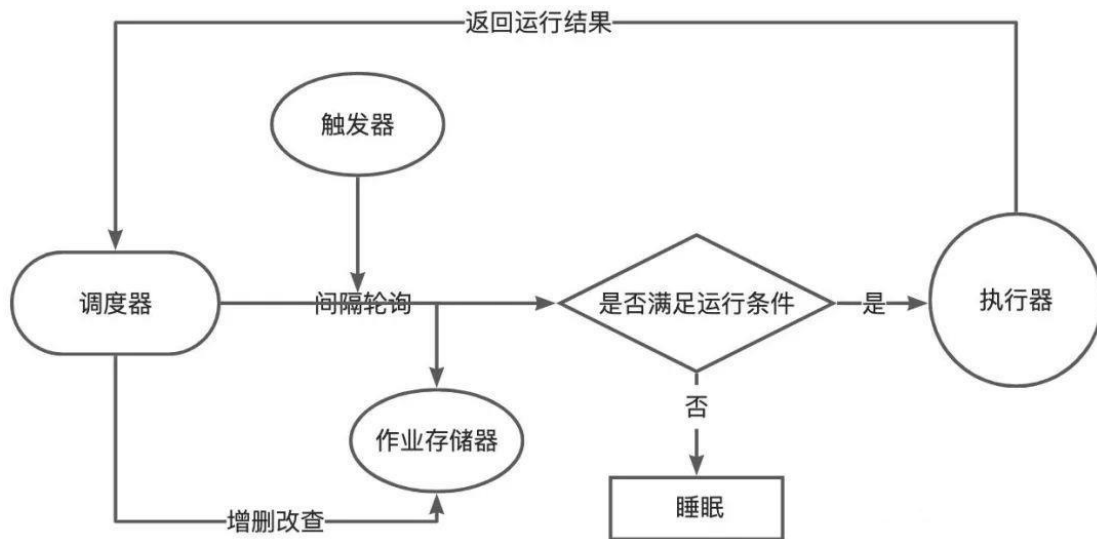 返回运行结果
触发器
调度器
间隔轮询
是否满足运行条件
是
执行器
否
作业存储器
睡眠
增删改查